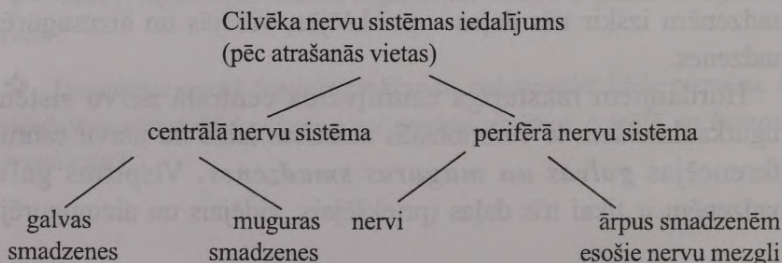 Cilvēka nervu sistēmas iedalījums
(pēc atrašanās vietas)
centrālā nervu sistēma perifērā nervu sistēma
galvas muguras nervi ārpus smadzenēm
smadzenes smadzenes esošie nervu mezgli